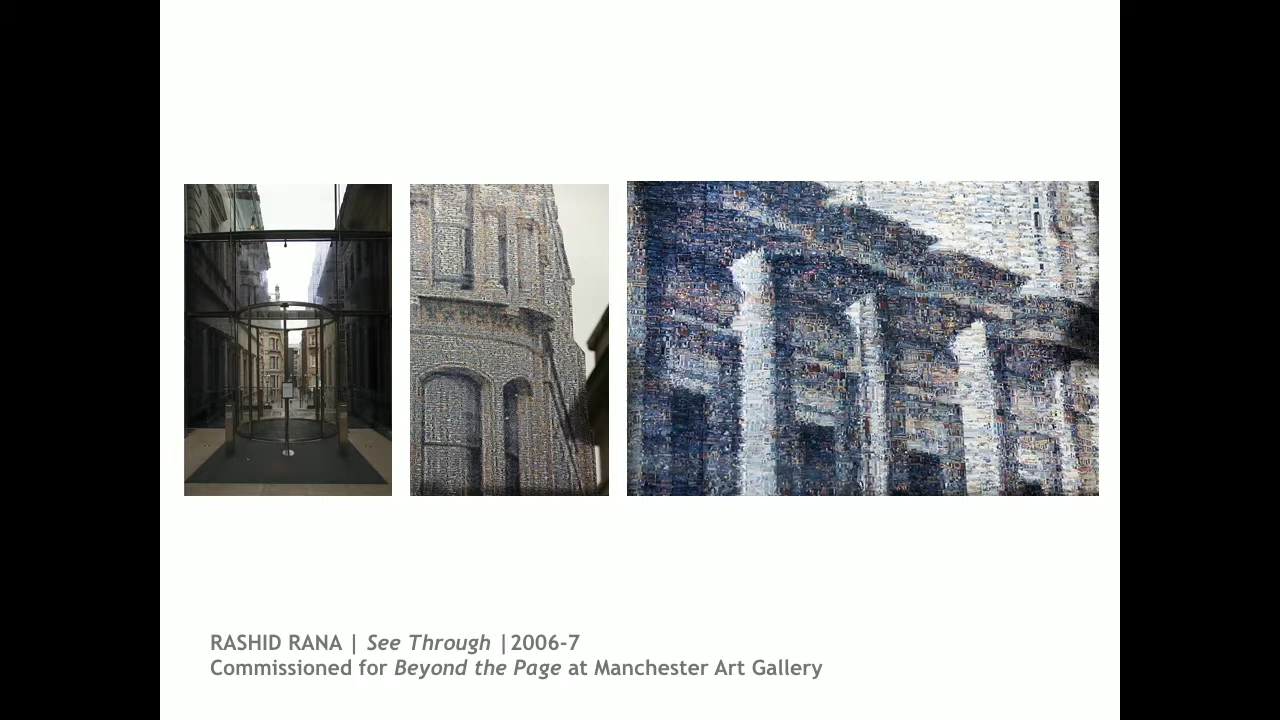 RASHID RANA | See Through |2006-7
Commissioned for Beyond the Page at Manchester Art Gallery